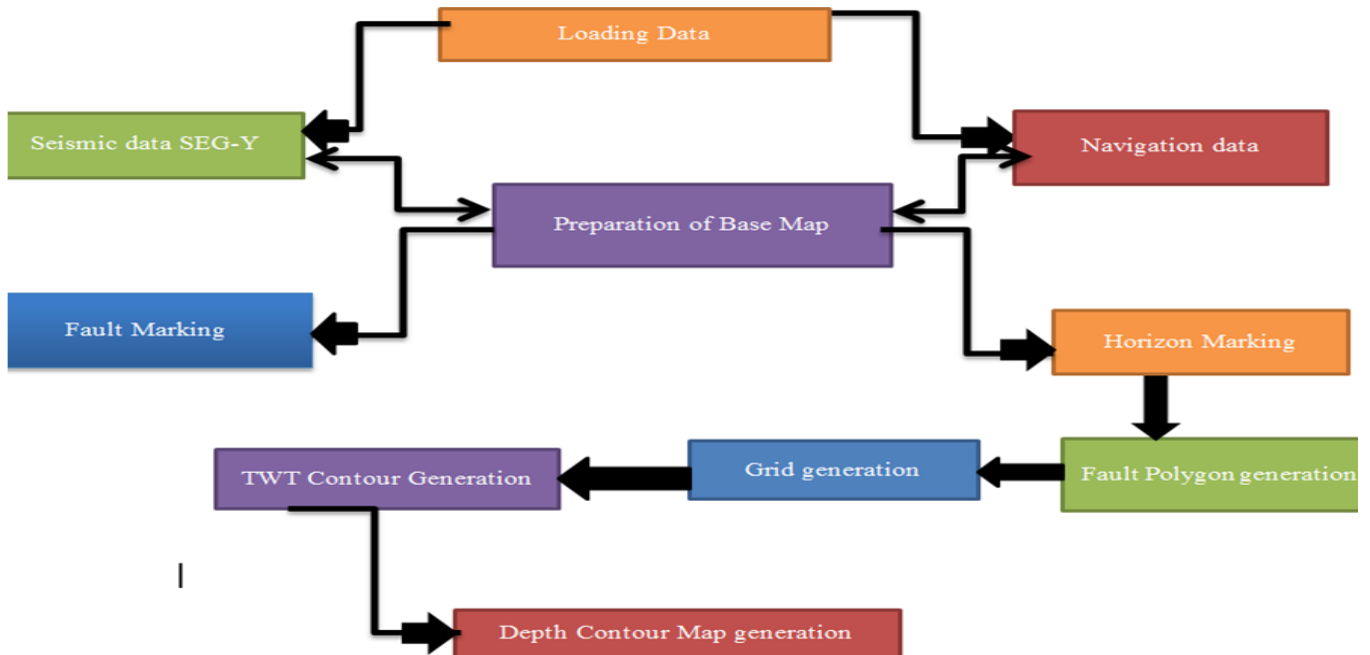 Loading Data
Seismic data SEG-Y
Navigation data
Preparation of Base Map
Fault Marking
Horizon Marking
TWT Contour Generation
Grid generation
Fault Polygon generation
Depth Contour Map generation